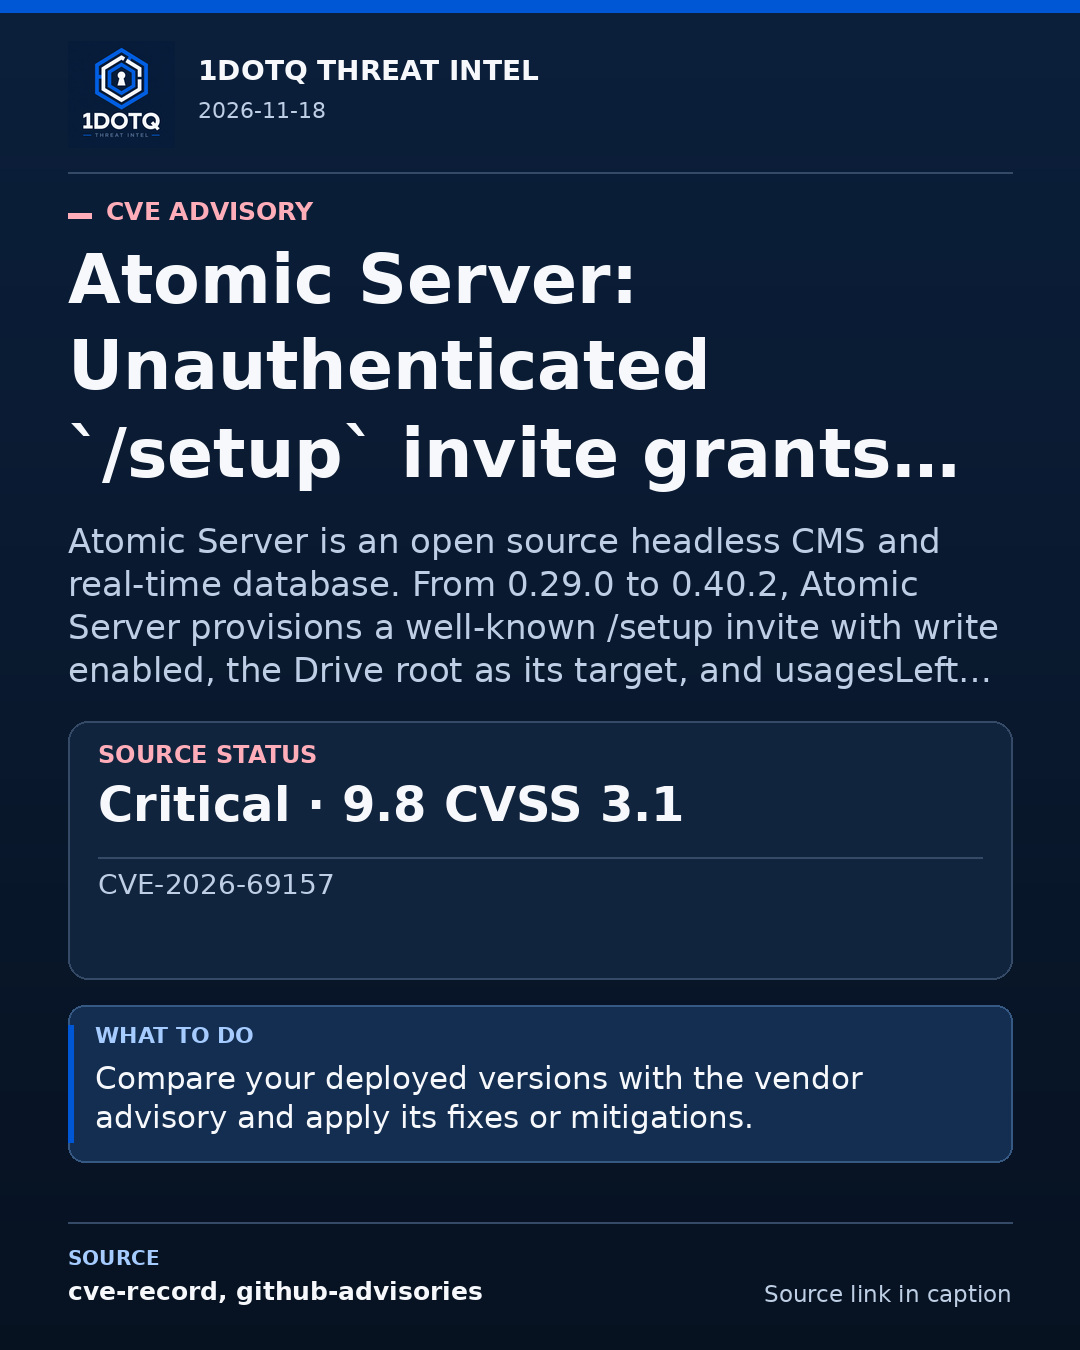 1DOTQ
THREAT INTEL
1DOTQ THREAT INTEL
2026-11-18
CVE ADVISORY
Atomic Server:
Unauthenticated
`/setup` invite grants…
Atomic Server is an open source headless CMS and
real-time database. From 0.29.0 to 0.40.2, Atomic
Server provisions a well-known /setup invite with write
enabled, the Drive root as its target, and usagesLeft…
SOURCE STATUS
Critical · 9.8 CVSS 3.1
CVE-2026-69157
WHAT TO DO
Compare your deployed versions with the vendor
advisory and apply its fixes or mitigations.
SOURCE
cve-record, github-advisories
Source link in caption